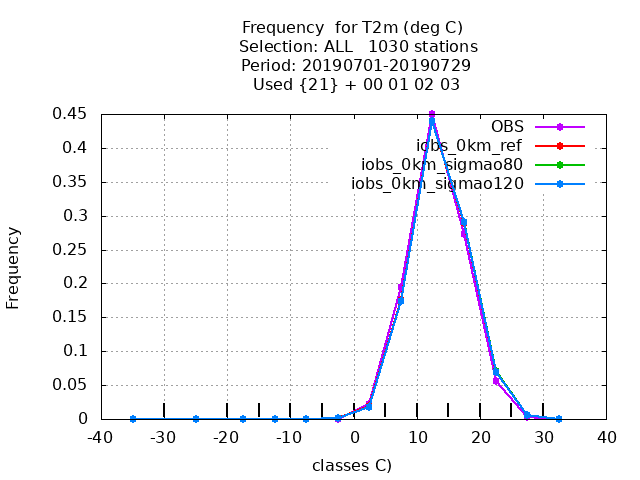 Frequency  for T2m (deg C)
Selection: ALL   1030 stations
Period: 20190701-20190729
Used {21} + 00 01 02 03
0.45
0.4
0.35
0.3
0.25
0.2
0.15
0.1
0.05
0
Frequency
OBS
iobs_0km_ref
iobs_0km_sigmao80
iobs_0km_sigmao120
-40 -30 -20 -10 0 10 20 30 40
classes C)